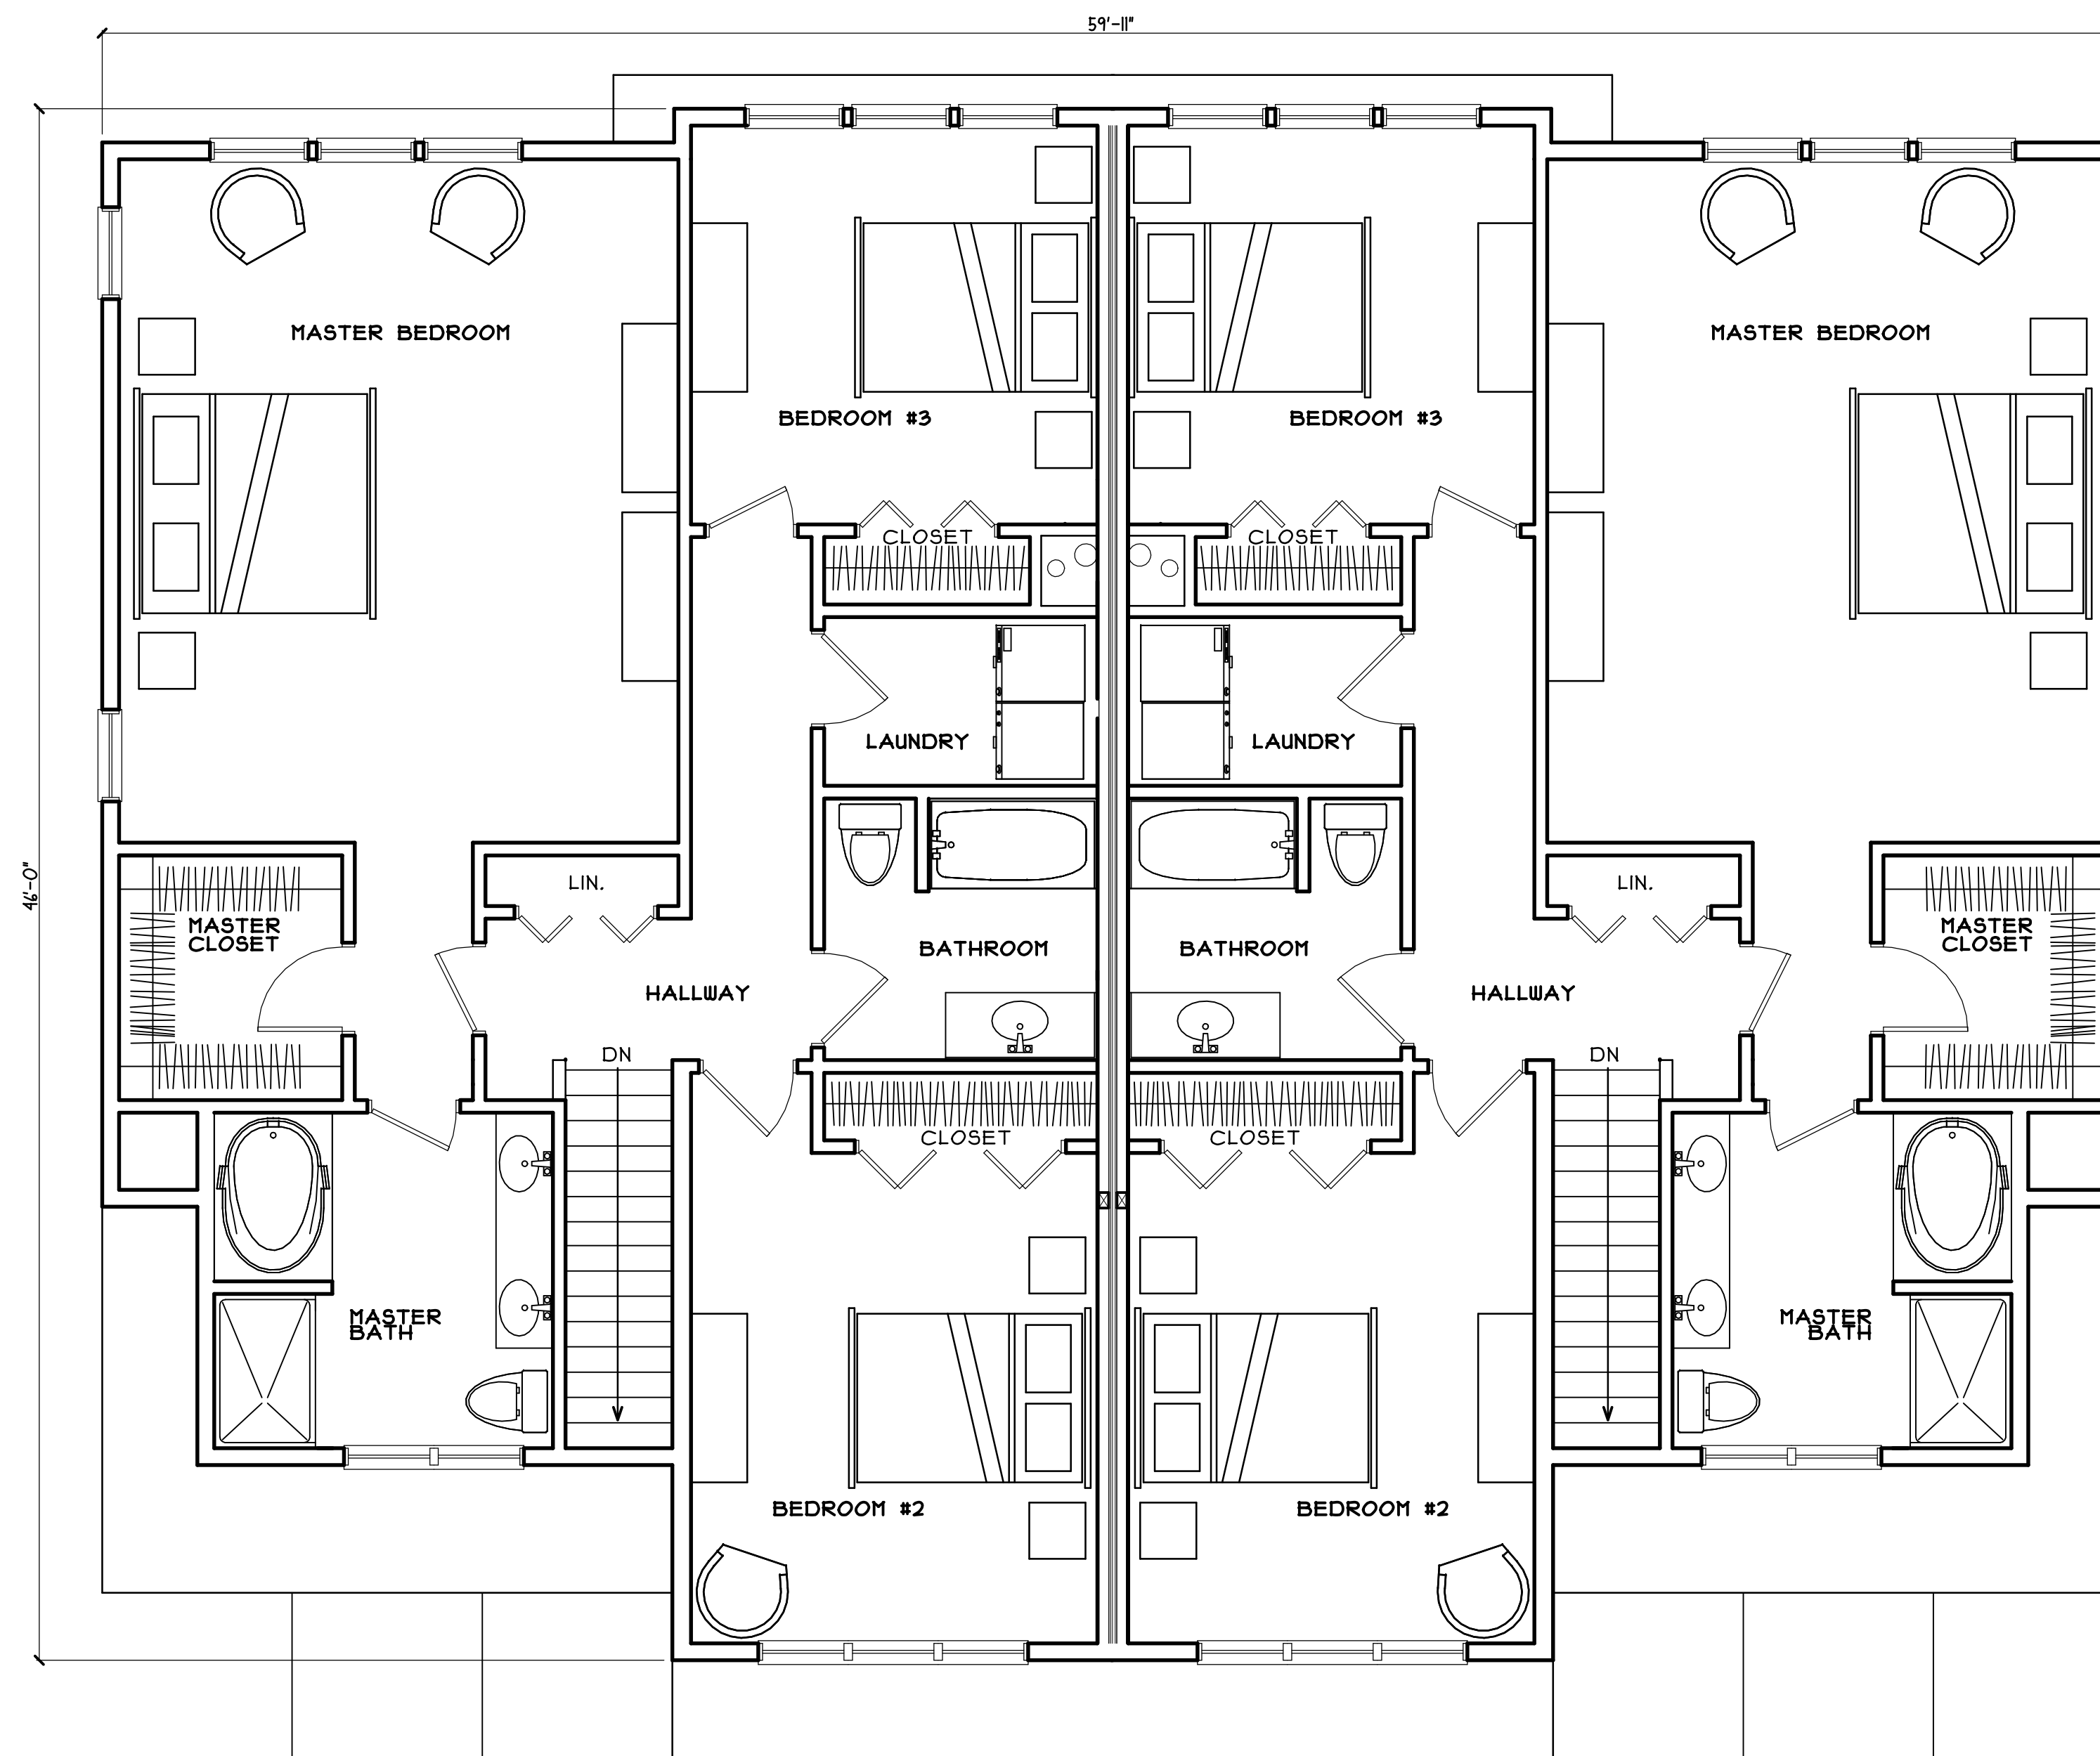 59'-11"
MASTER BEDROOM
MASTER BEDROOM
BEDROOM #3
BEDROOM #3
CLOSET
CLOSET
LAUNDRY
LAUNDRY
46'-0"
LIN.
LIN.
MASTER
CLOSET
MASTER
CLOSET
BATHROOM
BATHROOM
HALLWAY
HALLWAY
DN
DN
CLOSET
CLOSET
MASTER
BATH
MASTER
BATH
BEDROOM #2
BEDROOM #2